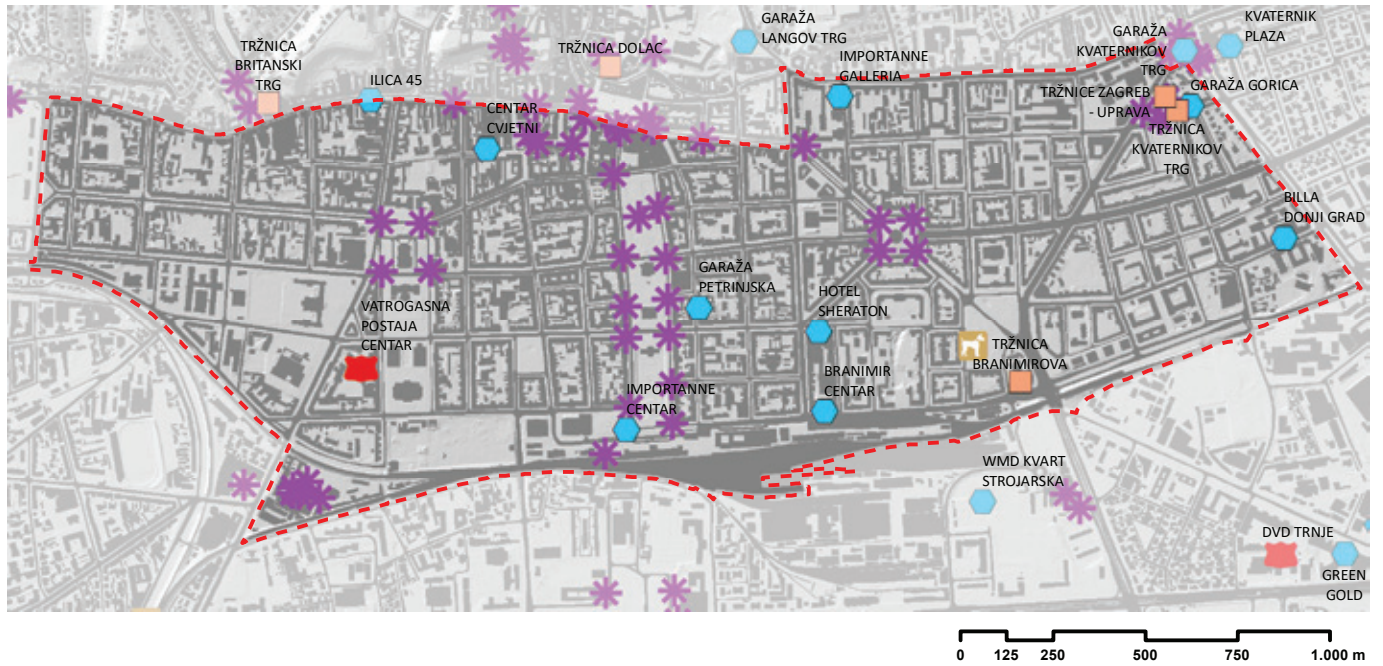 GARAŽA
LANGOV TRG
KVATERNIK
PLAZA
GARAŽA
KVATERNIKOV
TRG
TRŽNICA
BRITANSKI
TRG
TRŽNICA DOLAC
IMPORTANNE
GALLERIA
ILICA 45
TRŽNICE ZAGREB
- UPRAVA
GARAŽA GORICA
CENTAR
CVJETNI
TRŽNICA
KVATERNIKOV
TRG
BILLA
DONJI GRAD
GARAŽA
PETRINJSKA
HOTEL
SHERATON
VATROGASNA
POSTAJA
CENTAR
TRŽNICA
BRANIMIROVA
IMPORTANNE
CENTAR
BRANIMIR
CENTAR
WMD KVART
STROJARSKA
DVD TRNJE
GREEN
GOLD
0 125 250 500 750 1.000 m